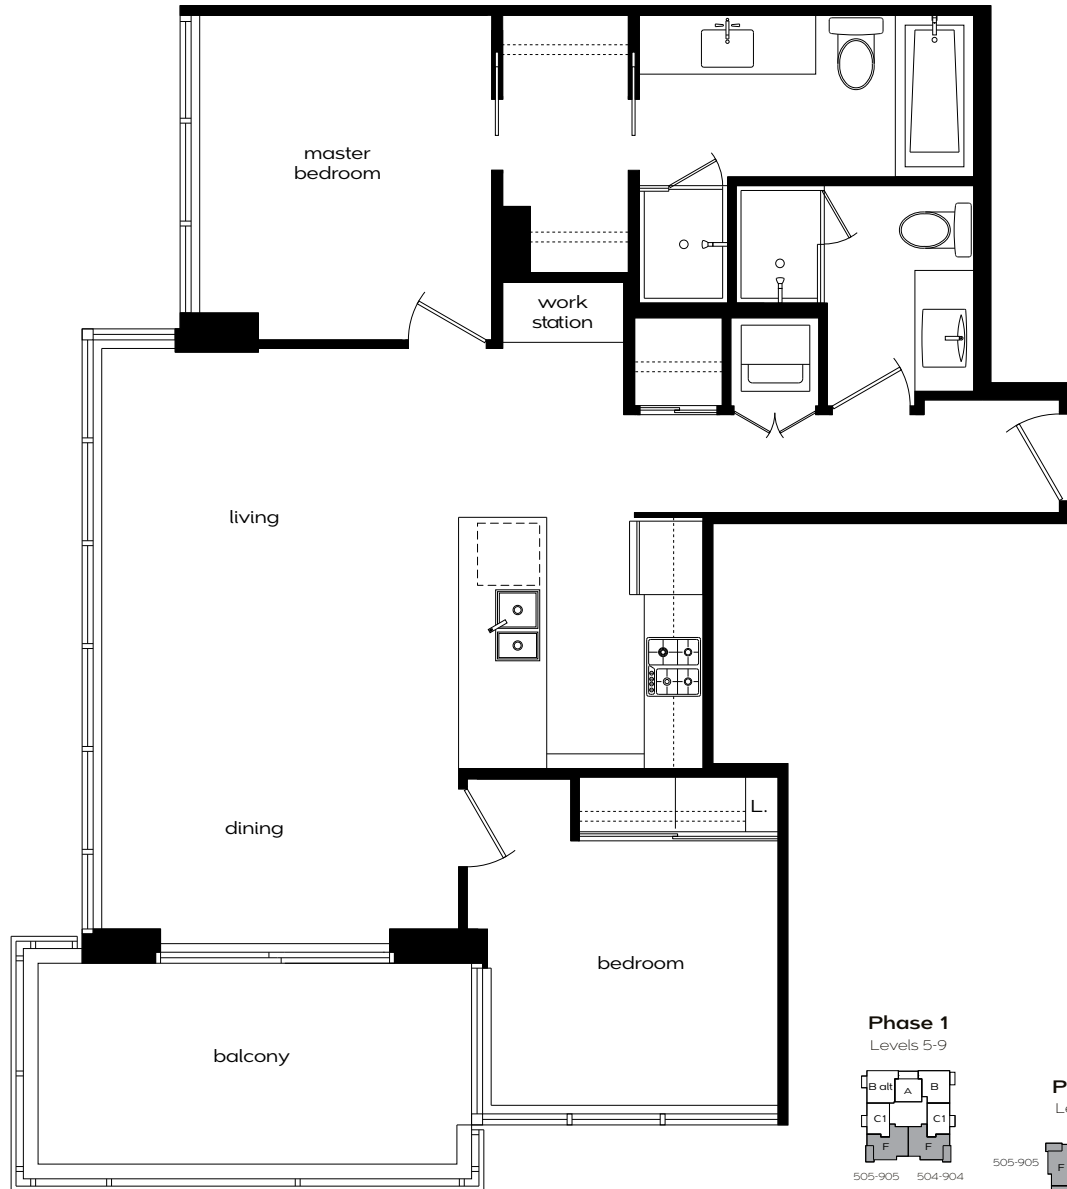 master
bedroom
work
station
living
dining
L.
bedroom
balcony
Phase 1
Levels 5-9
B alt
A
B
C1
C1
F
F
505-905
504-904
505-905
F